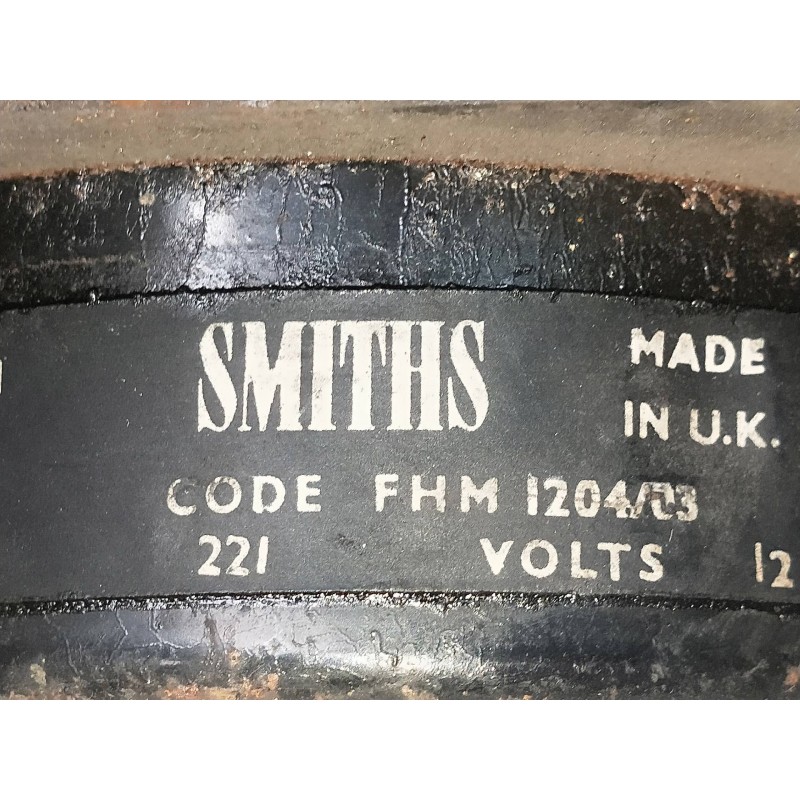 SMITHS
MADE
IN U.K.
CODE FHM 1204/03
221 VOLTS 12